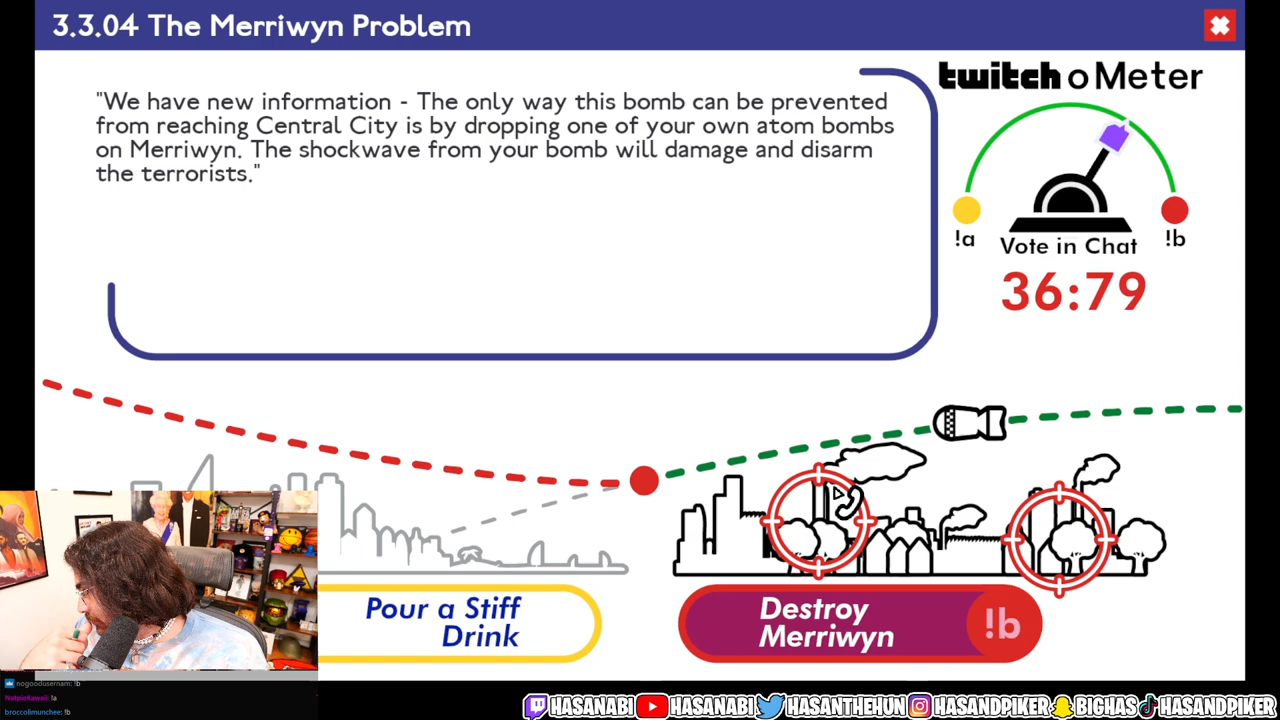 3.3.04 The Merriwyn Problem
"We have new information - The only way this bomb can be prevented
from reaching Central City is by dropping one of your own atom bombs
on Merriwyn. The shockwave from your bomb will damage and disarm
the terrorists."
twitch o Meter
!a
Vote in Chat
!b
36:79
Pour a Stiff
Drink
Destroy
Merriwyn
!b
nogoodusernam: !b
NatpieKawaii: !a
broccolimunchee: !b
HASANABI HASANABI HASANTHEHUN HASANDPIKER BIGHAS HASANDPIKER